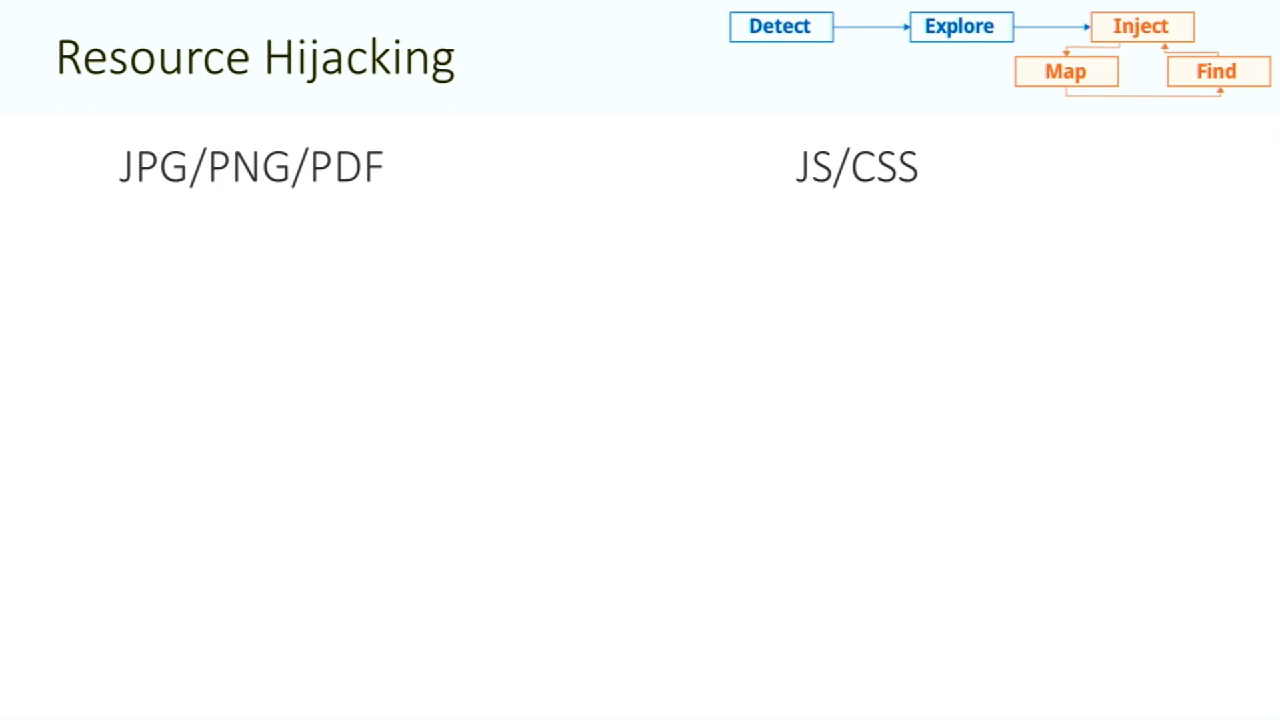 Resource Hijacking
Detect
Explore
Inject
Map
Find
JPG/PNG/PDF
JS/CSS